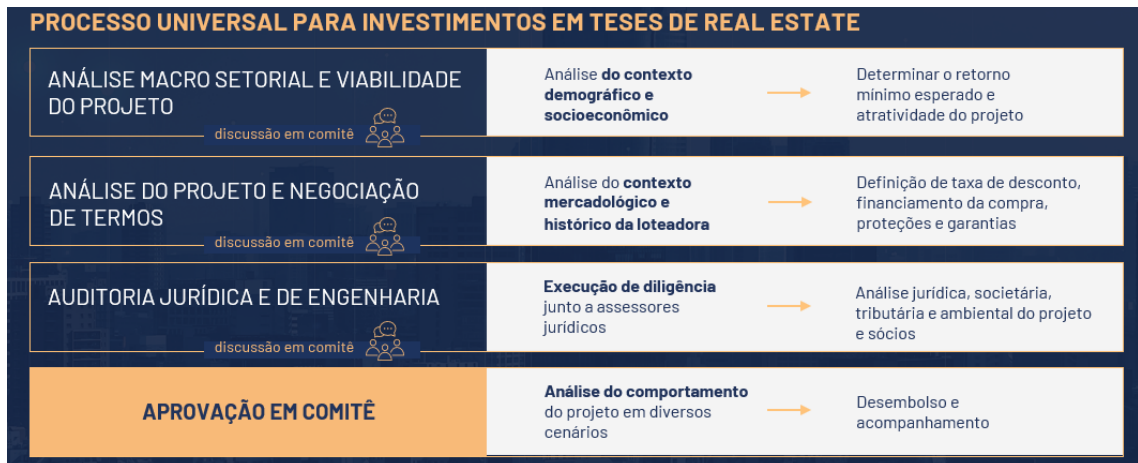 PROCESSO UNIVERSAL PARA INVESTIMENTOS EM TESES DE REAL ESTATE
ANÁLISE MACRO SETORIAL E VIABILIDADE
DO PROJETO
discussão em comitê
Análise do contexto
demográfico e
socioeconômico
Determinar o retorno
mínimo esperado e
atratividade do projeto
ANÁLISE DO PROJETO E NEGOCIAÇÃO
DE TERMOS
discussão em comitê
Análise do contexto
mercadológico e
histórico da loteadora
Definição de taxa de desconto,
financiamento da compra,
proteções e garantias
AUDITORIA JURÍDICA E DE ENGENHARIA
discussão em comitê
Execução de diligência
junto a assessores
jurídicos
Análise jurídica, societária,
tributária e ambiental do projeto
e sócios
APROVAÇÃO EM COMITÊ
Análise do comportamento
do projeto em diversos
cenários
Desembolso e
acompanhamento